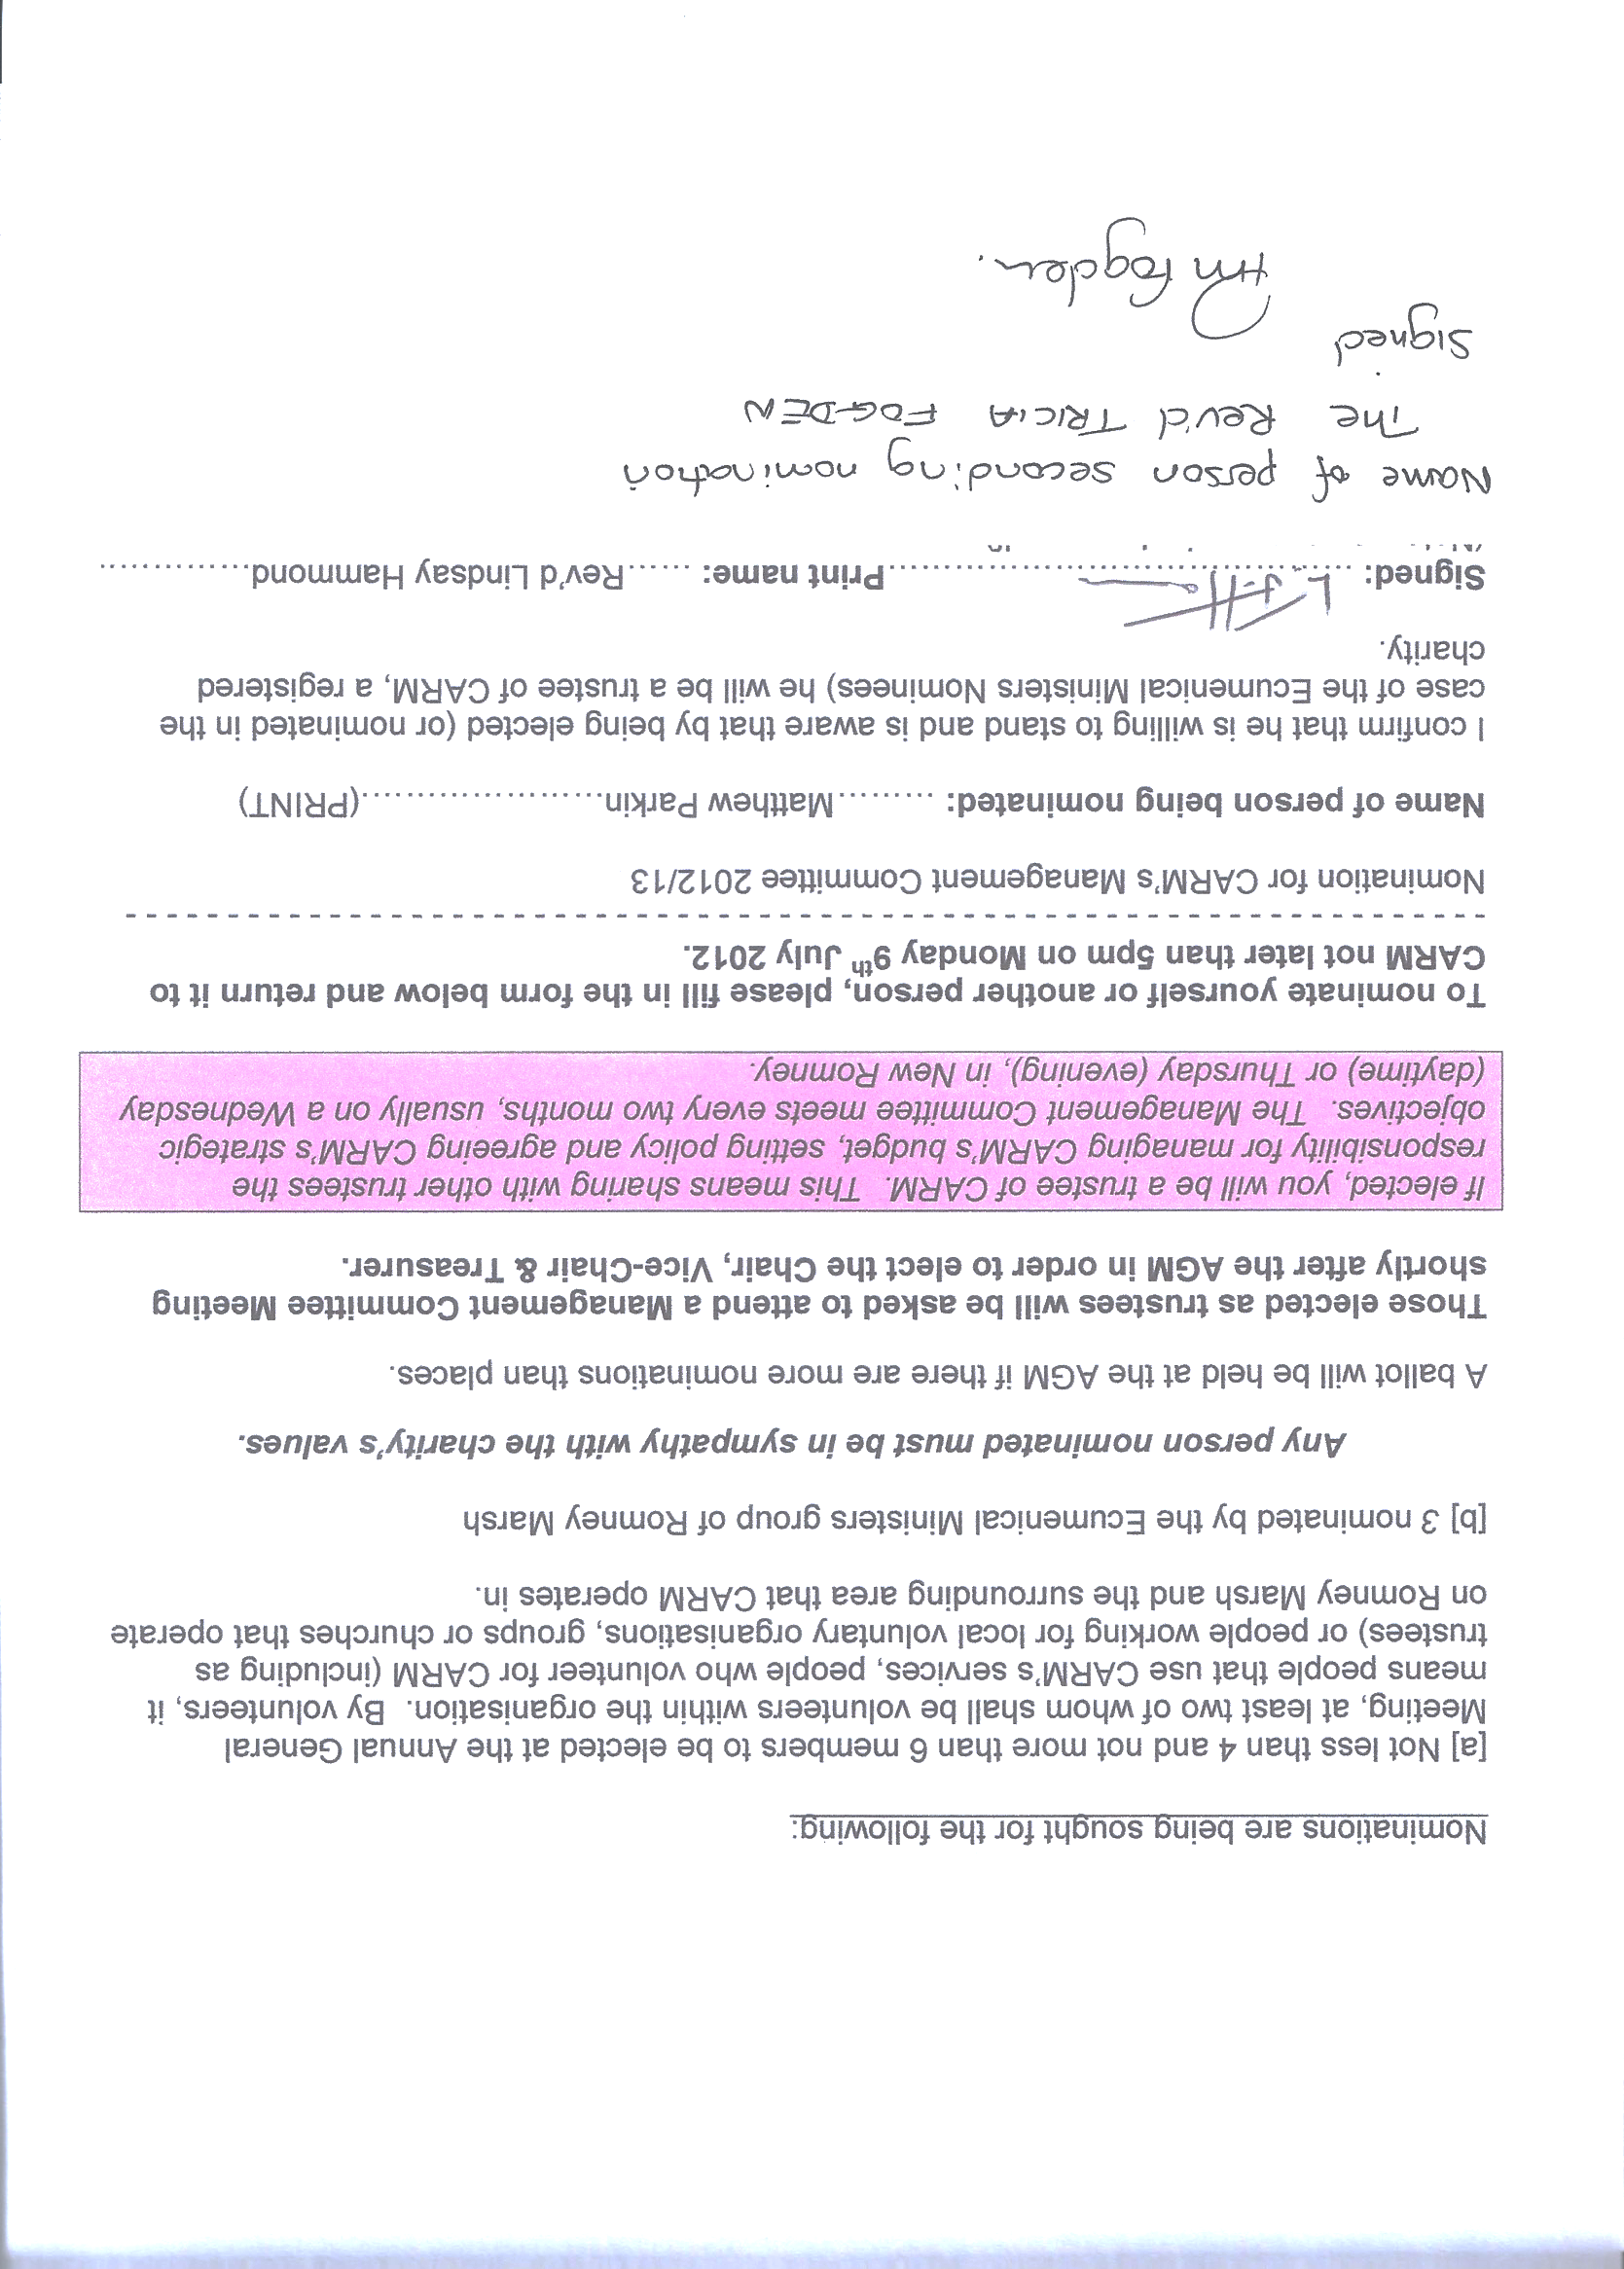 Nominations are being sought for the following:
[a] Not less than 4 and not more than 6 members to be elected at the Annual General
Meeting, at least two of whom shall be volunteers within the organisation. By volunteers, it
means people that use CARM's services, people who volunteer for CARM (including as
trustees) or people working for local voluntary organisations, groups or churches that operate
on Romney Marsh and the surrounding area that CARM operates in.
[b] 3 nominated by the Ecumenical Ministers group of Romney Marsh
Any person nominated must be in sympathy with the charity's values.
A ballot will be held at the AGM if there are more nominations than places.
Those elected as trustees will be asked to attend a Management Committee Meeting
shortly after the AGM in order to elect the Chair, Vice-Chair & Treasurer.
If elected, you will be a trustee of CARM. This means sharing with other trustees the
responsibility for managing CARM's budget, setting policy and agreeing CARM's strategic
objectives. The Management Committee meets every two months, usually on a Wednesday
(daytime) or Thursday (evening), in New Romney.
To nominate yourself or another person, please fill in the form below and return it to
CARM not later than 5pm on Monday 9th July 2012.
Nomination for CARM's Management Committee 2012/13
Name of person being nominated: .........Matthew Parkin......................(PRINT)
I confirm that he is willing to stand and is aware that by being elected (or nominated in the
case of the Ecumenical Ministers Nominees) he will be a trustee of CARM, a registered
charity.
Signed: ..........................................Print name: ......Rev'd Lindsay Hammond..............
Name of person seconding nomination
The Rev'd TRICIA FOGDEN
Signed
Fogden.